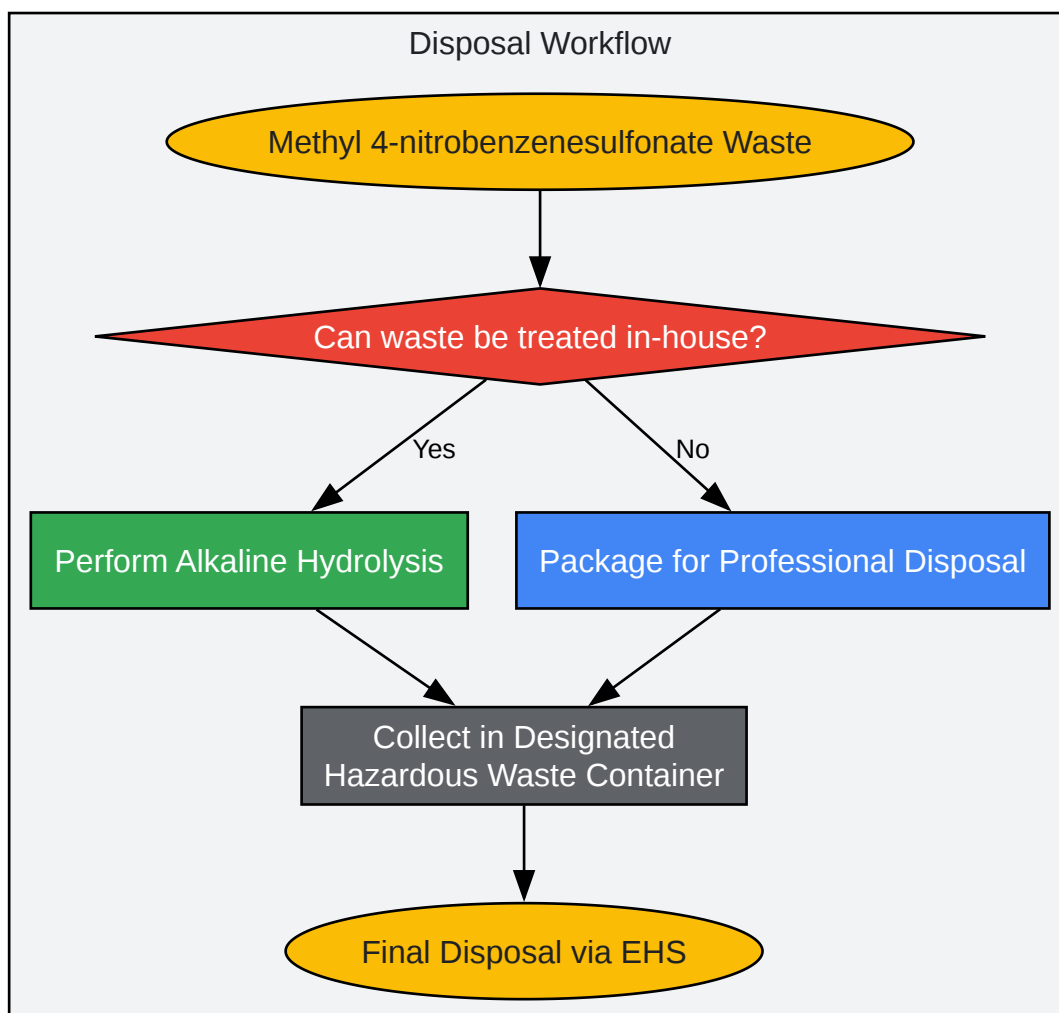 Disposal Workflow
Methyl 4-nitrobenzenesulfonate Waste
Can waste be treated in-house?
Yes
No
Perform Alkaline Hydrolysis
Package for Professional Disposal
Collect in Designated
Hazardous Waste Container
Final Disposal via EHS